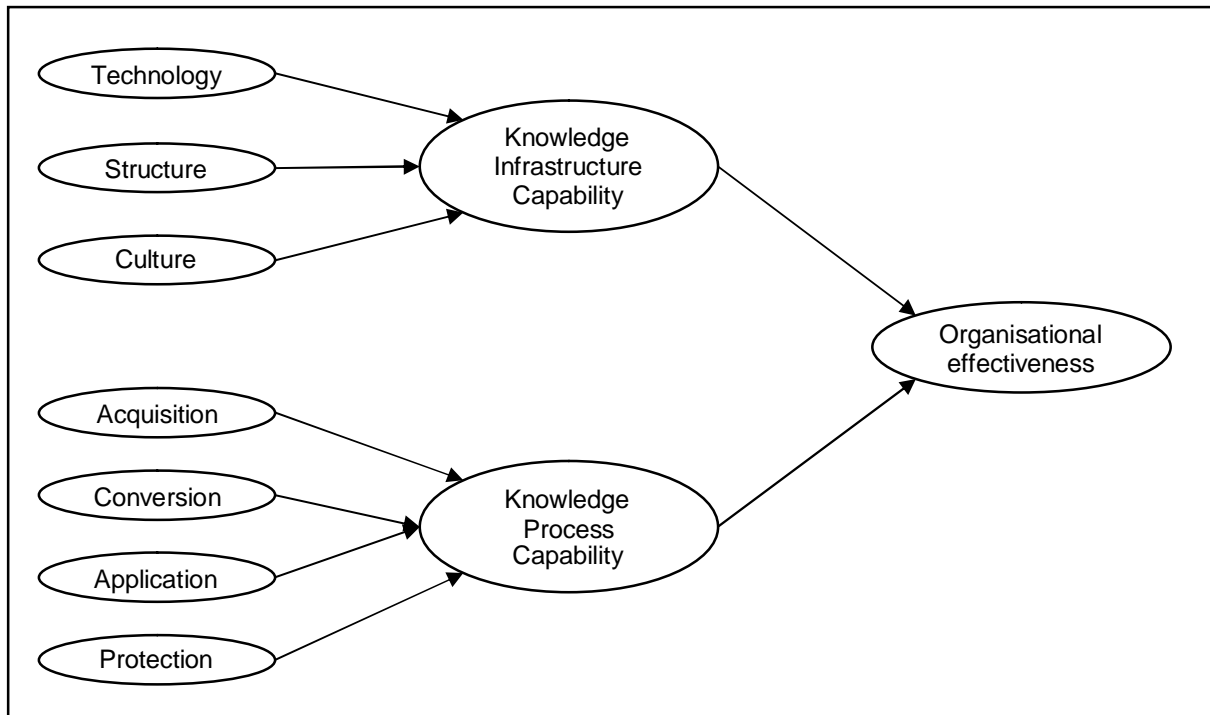 Technology
Structure
Culture
Knowledge
Infrastructure
Capability
Organisational
effectiveness
Acquisition
Conversion
Application
Protection
Knowledge
Process
Capability